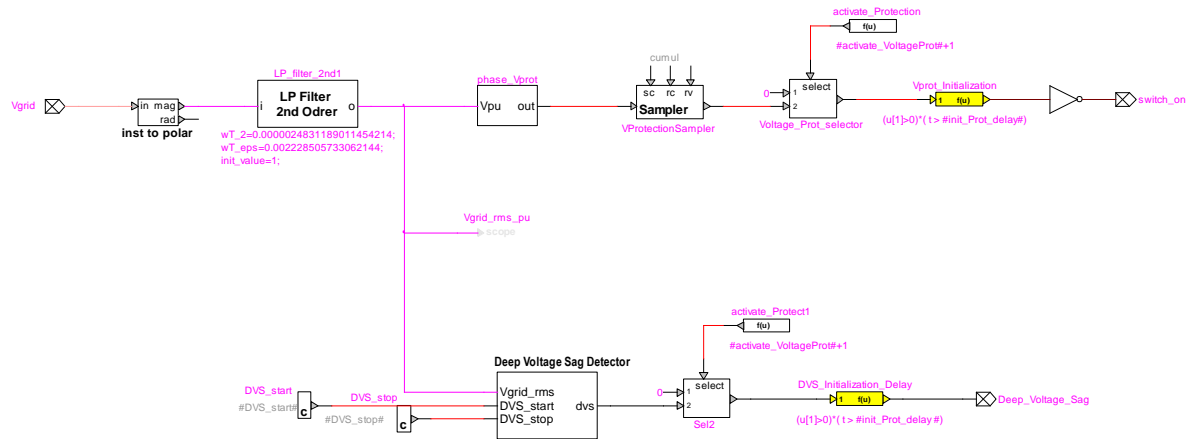 activate_Protection
f(u)
#activate_VoltageProt#+1
cumul
LP_filter_2nd1
phase_Vprot
Vprot_Initialization
Vgrid
in mag
rad
inst to polar
i
LP Filter
2nd Odrer
o
Vpu out
sc rc rv
Sampler
VProtectionSampler
select
0
1
2
Voltage_Prot_selector
1 f(u)
(u[1]>0)*( t > #init_Prot_delay#)
switch_on
wT_2=0.0000024831189011454214;
wT_eps=0.002228505733062144;
init_value=1;
Vgrid_rms_pu
scope
activate_Protect1
f(u)
#activate_VoltageProt#+1
Deep Voltage Sag Detector
DVS_start
#DVS_start#
c
DVS_stop
#DVS_stop#
c
Vgrid_rms
DVS_start
DVS_stop
dvs
select
0
1
2
Sel2
DVS_Initialization_Delay
1 f(u)
(u[1]>0)*( t > #init_Prot_delay #)
Deep_Voltage_Sag